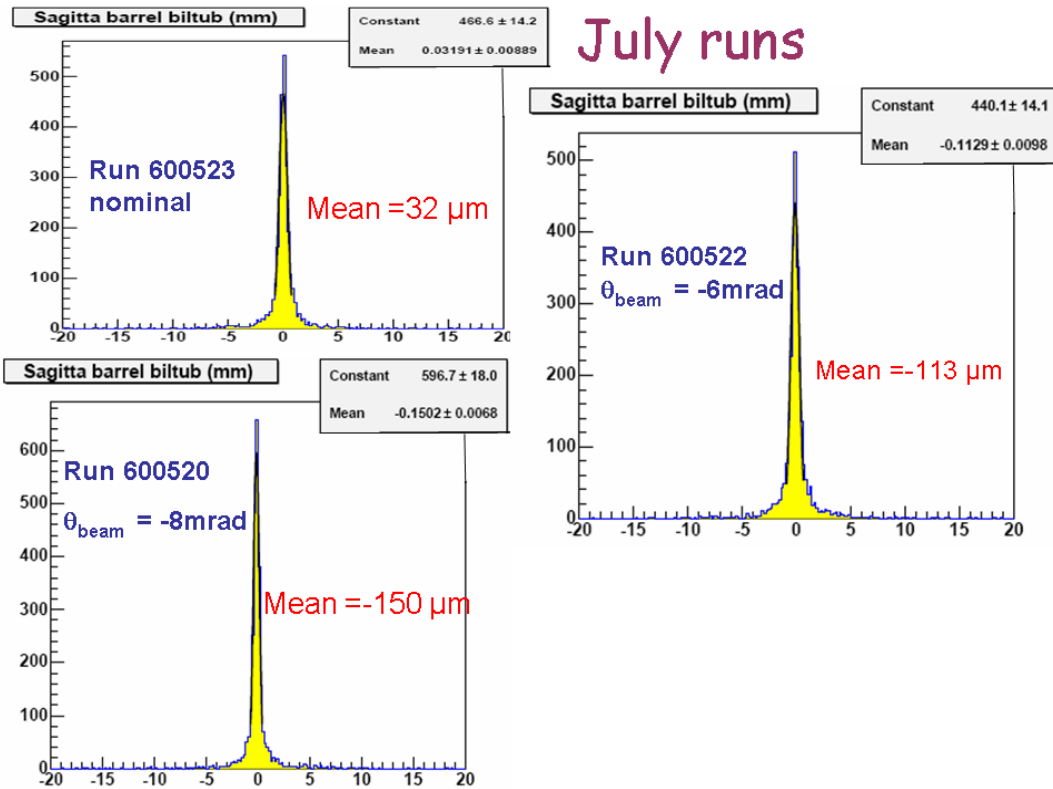 July runs
Sagitta barrel biltub (mm)
Constant 466.6 ± 14.2
Mean 0.03191 ± 0.00889
500
400
300
200
100
0
-20 -15 -10 -5 0 5 10 15 20
Run 600523
nominal
Mean =32 µm
Sagitta barrel biltub (mm)
Constant 440.1± 14.1
Mean -0.1129 ± 0.0098
500
400
300
200
100
0
-20 -15 -10 -5 0 5 10 15 20
Run 600522
θbeam = -6mrad
Mean =-113 µm
Sagitta barrel biltub (mm)
Constant 596.7 ± 18.0
Mean -0.1502 ± 0.0068
600
500
400
300
200
100
0
-20 -15 -10 -5 0 5 10 15 20
Run 600520
θbeam = -8mrad
Mean =-150 µm